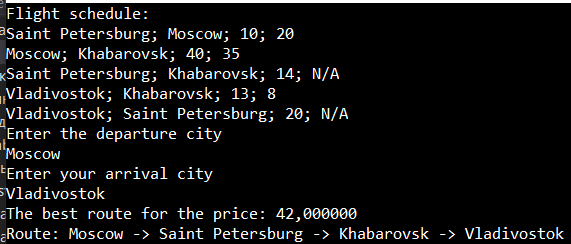 Flight schedule:
Saint Petersburg; Moscow; 10; 20
Moscow; Khabarovsk; 40; 35
Saint Petersburg; Khabarovsk; 14; N/A
Vladivostok; Khabarovsk; 13; 8
Vladivostok; Saint Petersburg; 20; N/A
Enter the departure city
Moscow
Enter your arrival city
Vladivostok
The best route for the price: 42,000000
Route: Moscow -> Saint Petersburg -> Khabarovsk -> Vladivostok